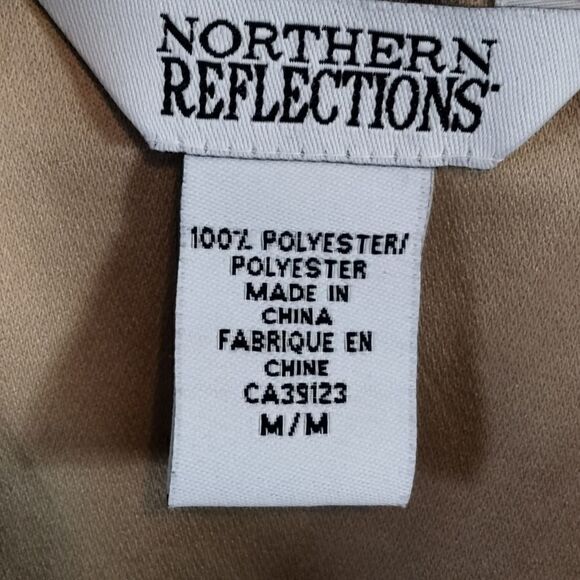 NORTHERN
REFLECTIONS
100% POLYESTER/
POLYESTER
MADE IN
CHINA
FABRIQUE EN
CHINE
CA39123
M/M